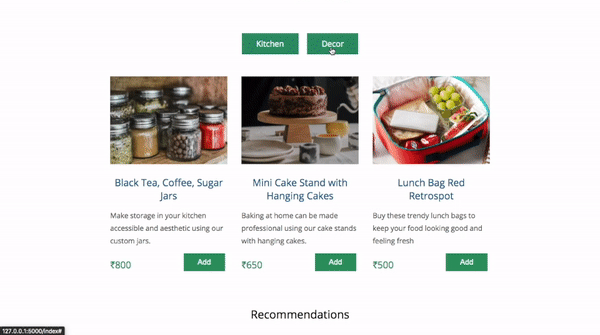 Kitchen Decor
Black Tea, Coffee, Sugar
Jars
Make storage in your kitchen
accessible and aesthetic using our
custom jars.
₹800 Add
Mini Cake Stand with
Hanging Cakes
Baking at home can be made
professional using our cake stands
with hanging cakes.
₹650 Add
Lunch Bag Red
Retrospot
Buy these trendy lunch bags to
keep your food looking good and
feeling fresh
₹500 Add
Recommendations
127.0.0.1:5000/index#